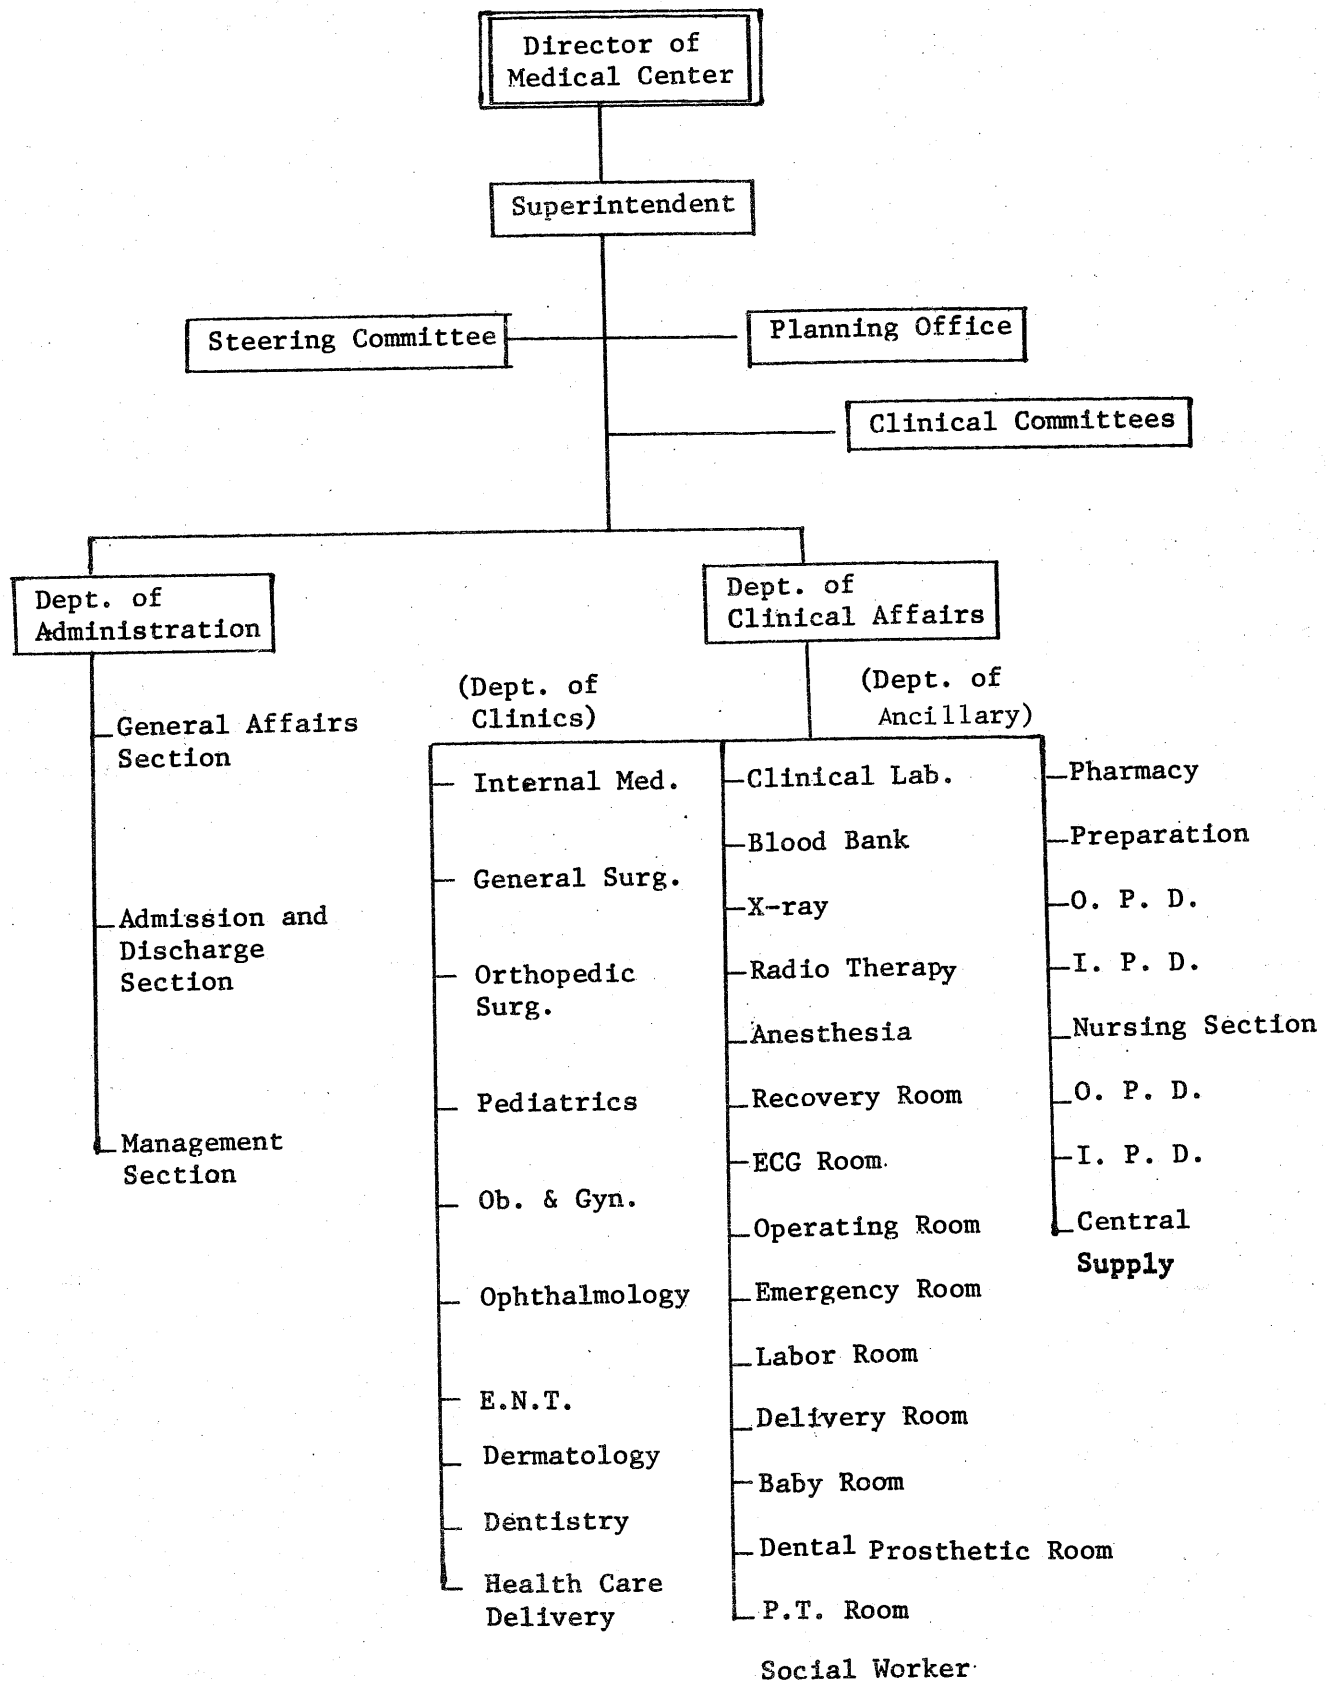 Director of
Medical Center
Superintendent
Steering Committee
Planning Office
Clinical Committees
Dept. of
Administration
Dept. of
Clinical Affairs
General Affairs
Section
Admission and
Discharge
Section
Management
Section
(Dept. of
Clinics)
Internal Med.
General Surg.
Orthopedic
Surg.
Pediatrics
Ob. & Gyn.
Ophthalmology
E.N.T.
Dermatology
Dentistry
Health Care
Delivery
(Dept. of
Ancillary)
Clinical Lab.
Blood Bank
X-ray
Radio Therapy
Anesthesia
Recovery Room
ECG Room
Operating Room
Emergency Room
Labor Room
Delivery Room
Baby Room
Dental Prosthetic Room
P.T. Room
Social Worker
Pharmacy
Preparation
O. P. D.
I. P. D.
Nursing Section
O. P. D.
I. P. D.
Central
Supply